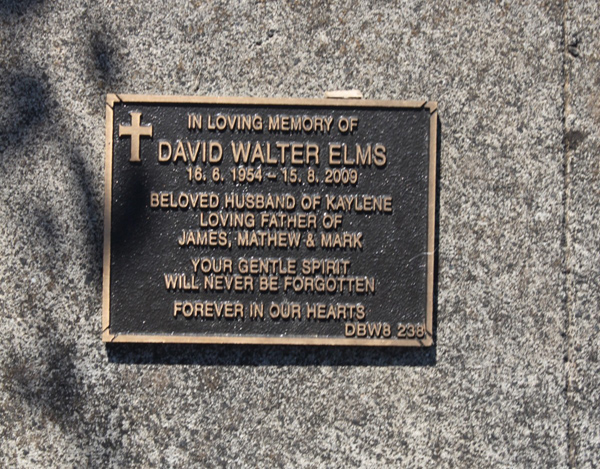 IN LOVING MEMORY OF
DAVID WALTER ELMS
16. 6. 1954 – 15. 8. 2009
BELOVED HUSBAND OF KAYLENE
LOVING FATHER OF
JAMES, MATHEW & MARK
YOUR GENTLE SPIRIT
WILL NEVER BE FORGOTTEN
FOREVER IN OUR HEARTS
DBW8 238